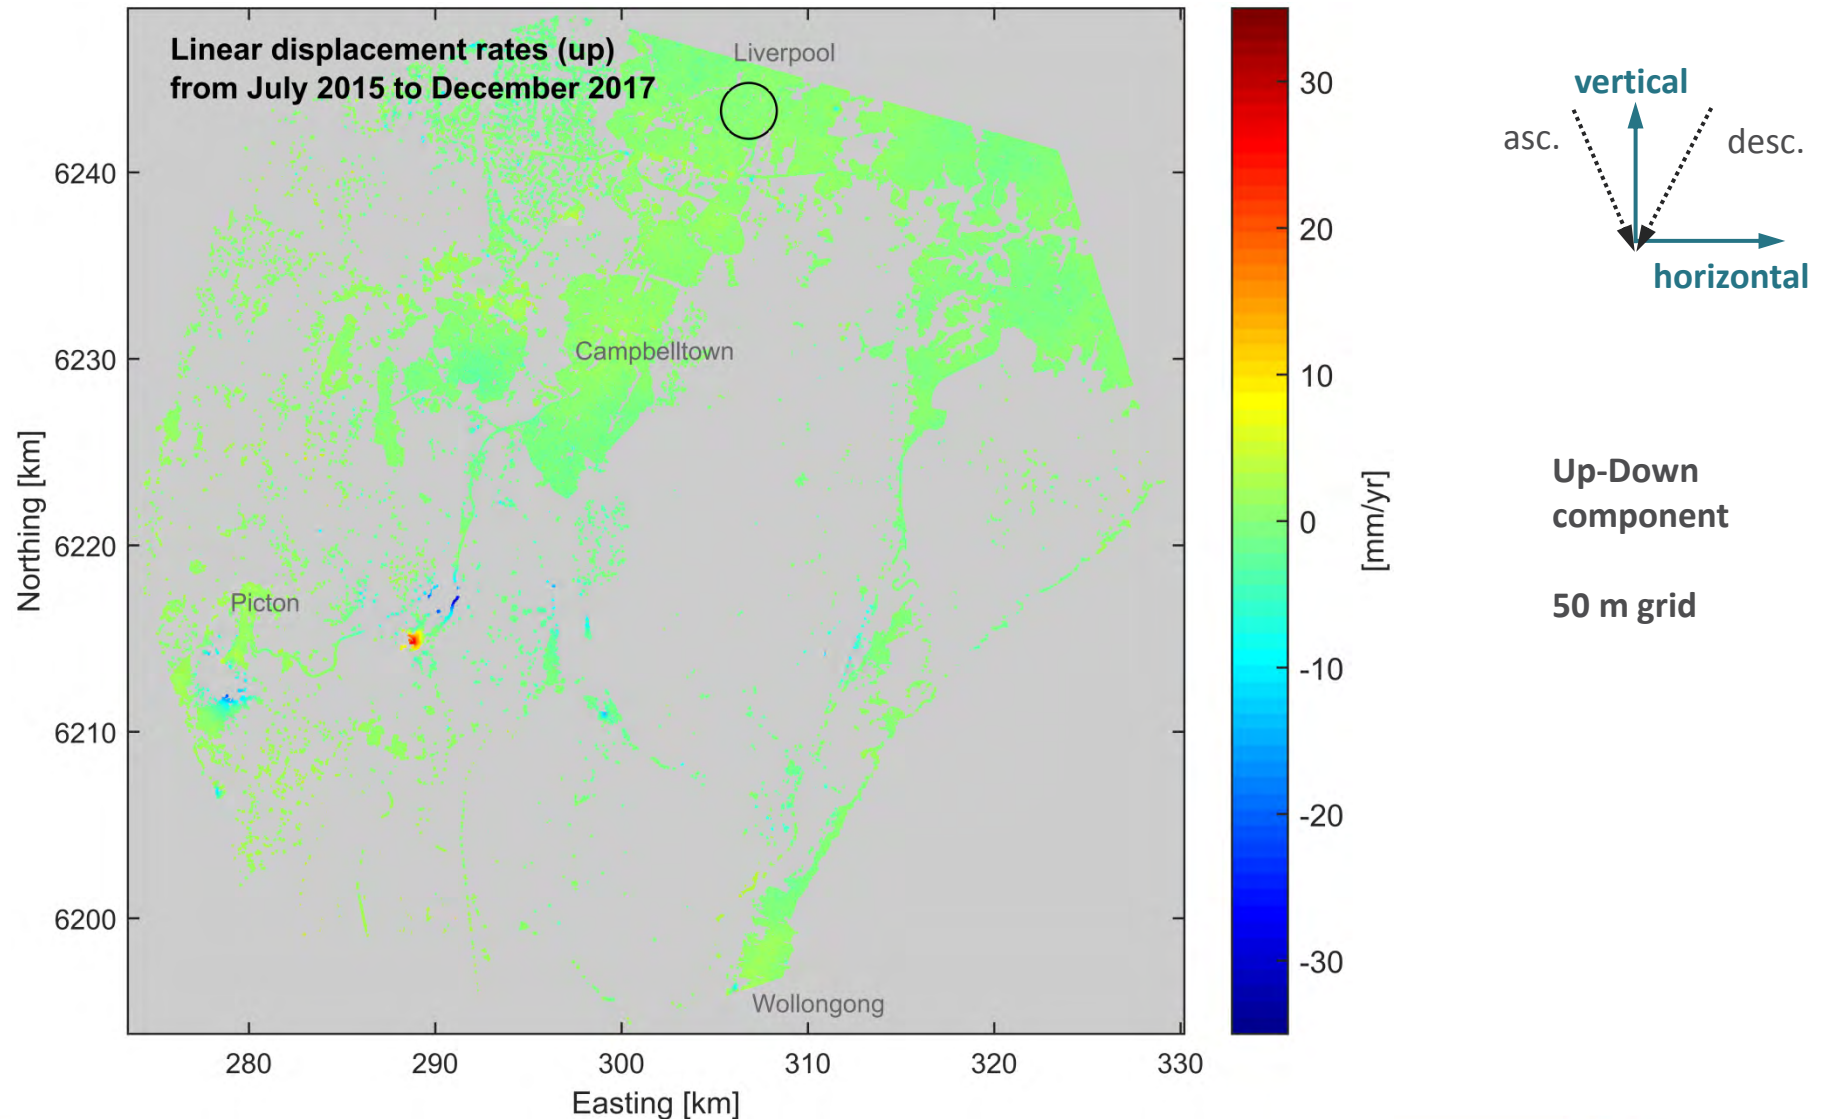 Linear displacement rates (up)
from July 2015 to December 2017
Liverpool
Campbelltown
Picton
Wollongong
Northing [km]
6240
6230
6220
6210
6200
280 290 300 310 320 330
Easting [km]
30
20
10
0
-10
-20
-30
[mm/yr]
vertical
asc. desc.
horizontal
Up-Down
component
50 m grid